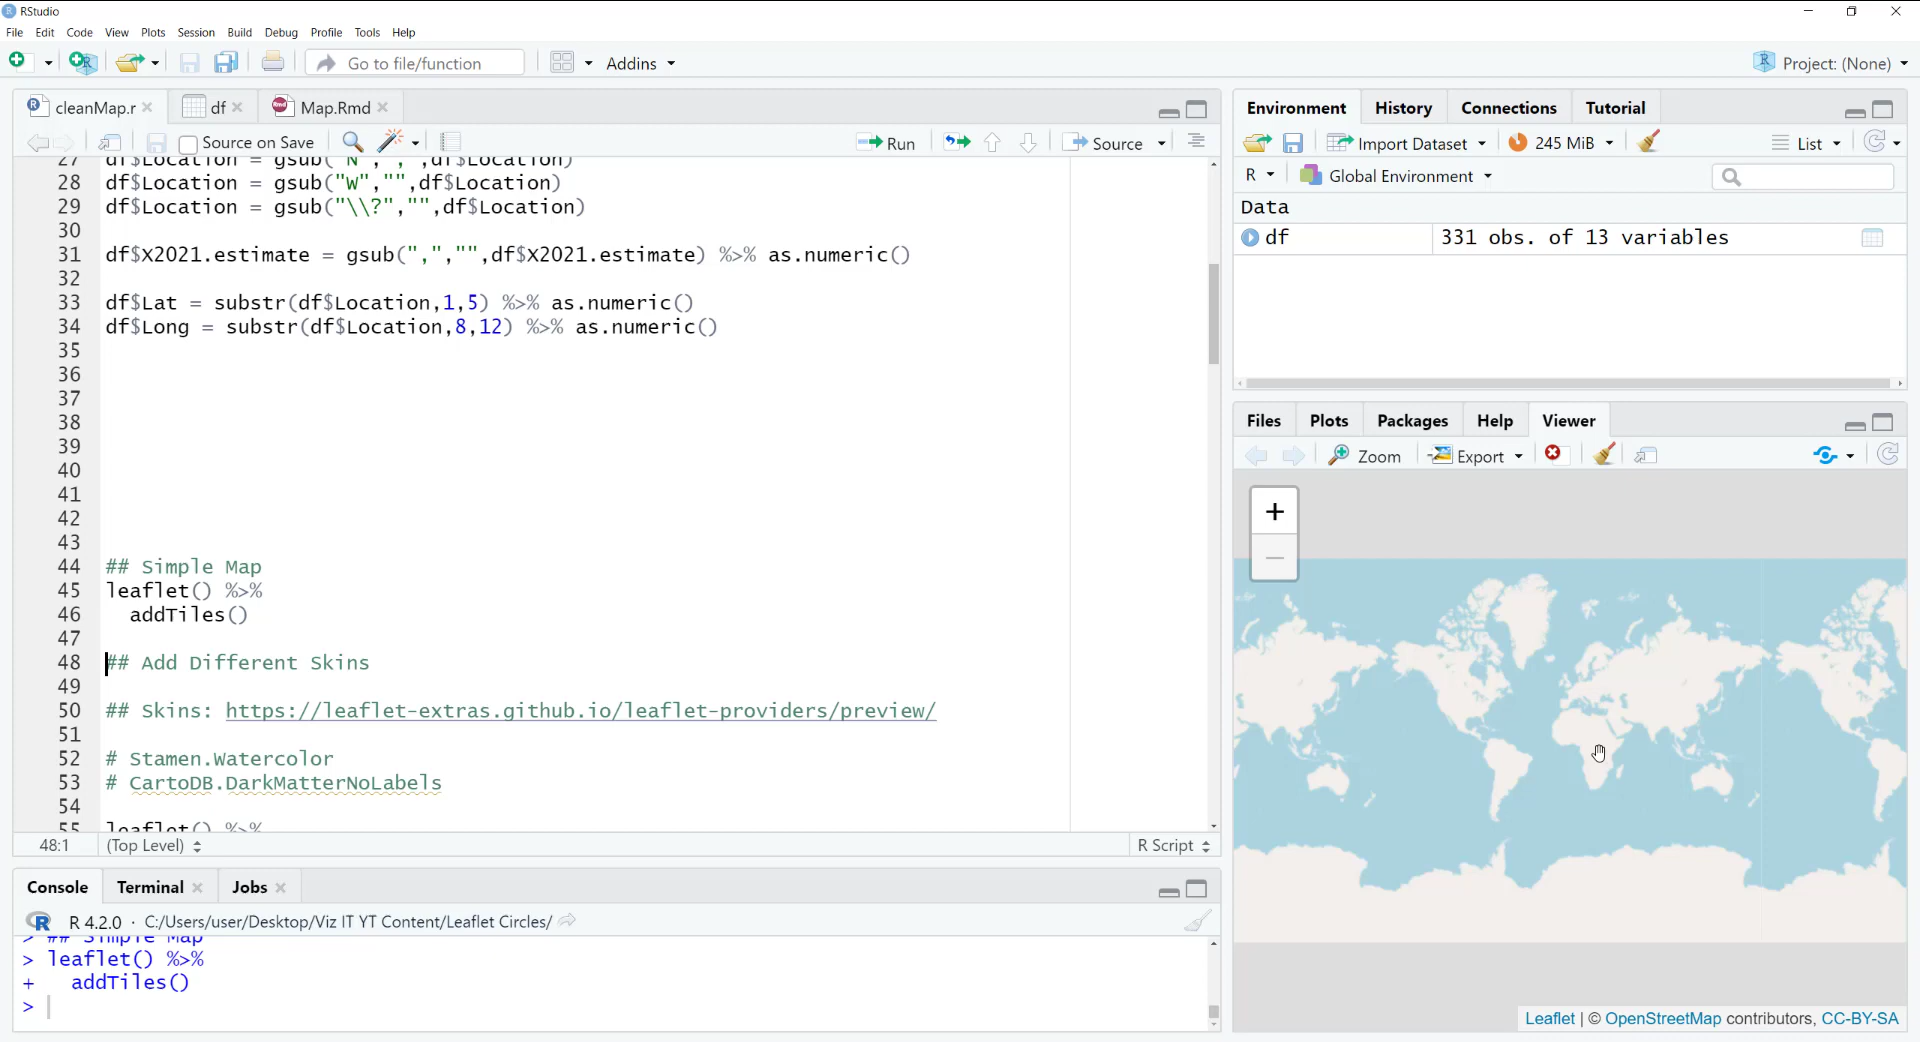 RStudio
File Edit Code View Plots Session Build Debug Profile Tools Help
Go to file/function Addins Project: (None)
cleanMap.r df Map.Rmd
Source on Save Run Source
27 df$Location = gsub("N", ", ",df$Location)
28 df$Location = gsub("W","",df$Location)
29 df$Location = gsub("\\?","",df$Location)
30
31 df$X2021.estimate = gsub(",","",df$X2021.estimate) %>% as.numeric()
32
33 df$Lat = substr(df$Location,1,5) %>% as.numeric()
34 df$Long = substr(df$Location,8,12) %>% as.numeric()
35
36
37
38
39
40
41
42
43
44 ## Simple Map
45 leaflet() %>%
46 addTiles()
47
48 ## Add Different Skins
49
50 ## Skins: https://leaflet-extras.github.io/leaflet-providers/preview/
51
52 # Stamen.Watercolor
53 # CartoDB.DarkMatterNoLabels
54
55 leaflet() %>%
48:1 (Top Level) R Script
Console Terminal Jobs
R 4.2.0 · C:/Users/user/Desktop/Viz IT YT Content/Leaflet Circles/
> ## Simple Map
> leaflet() %>%
+ addTiles()
>
Environment History Connections Tutorial
Import Dataset 245 MiB List
R Global Environment
Data
df 331 obs. of 13 variables
Files Plots Packages Help Viewer
Zoom Export
+
−
Leaflet | © OpenStreetMap contributors, CC-BY-SA